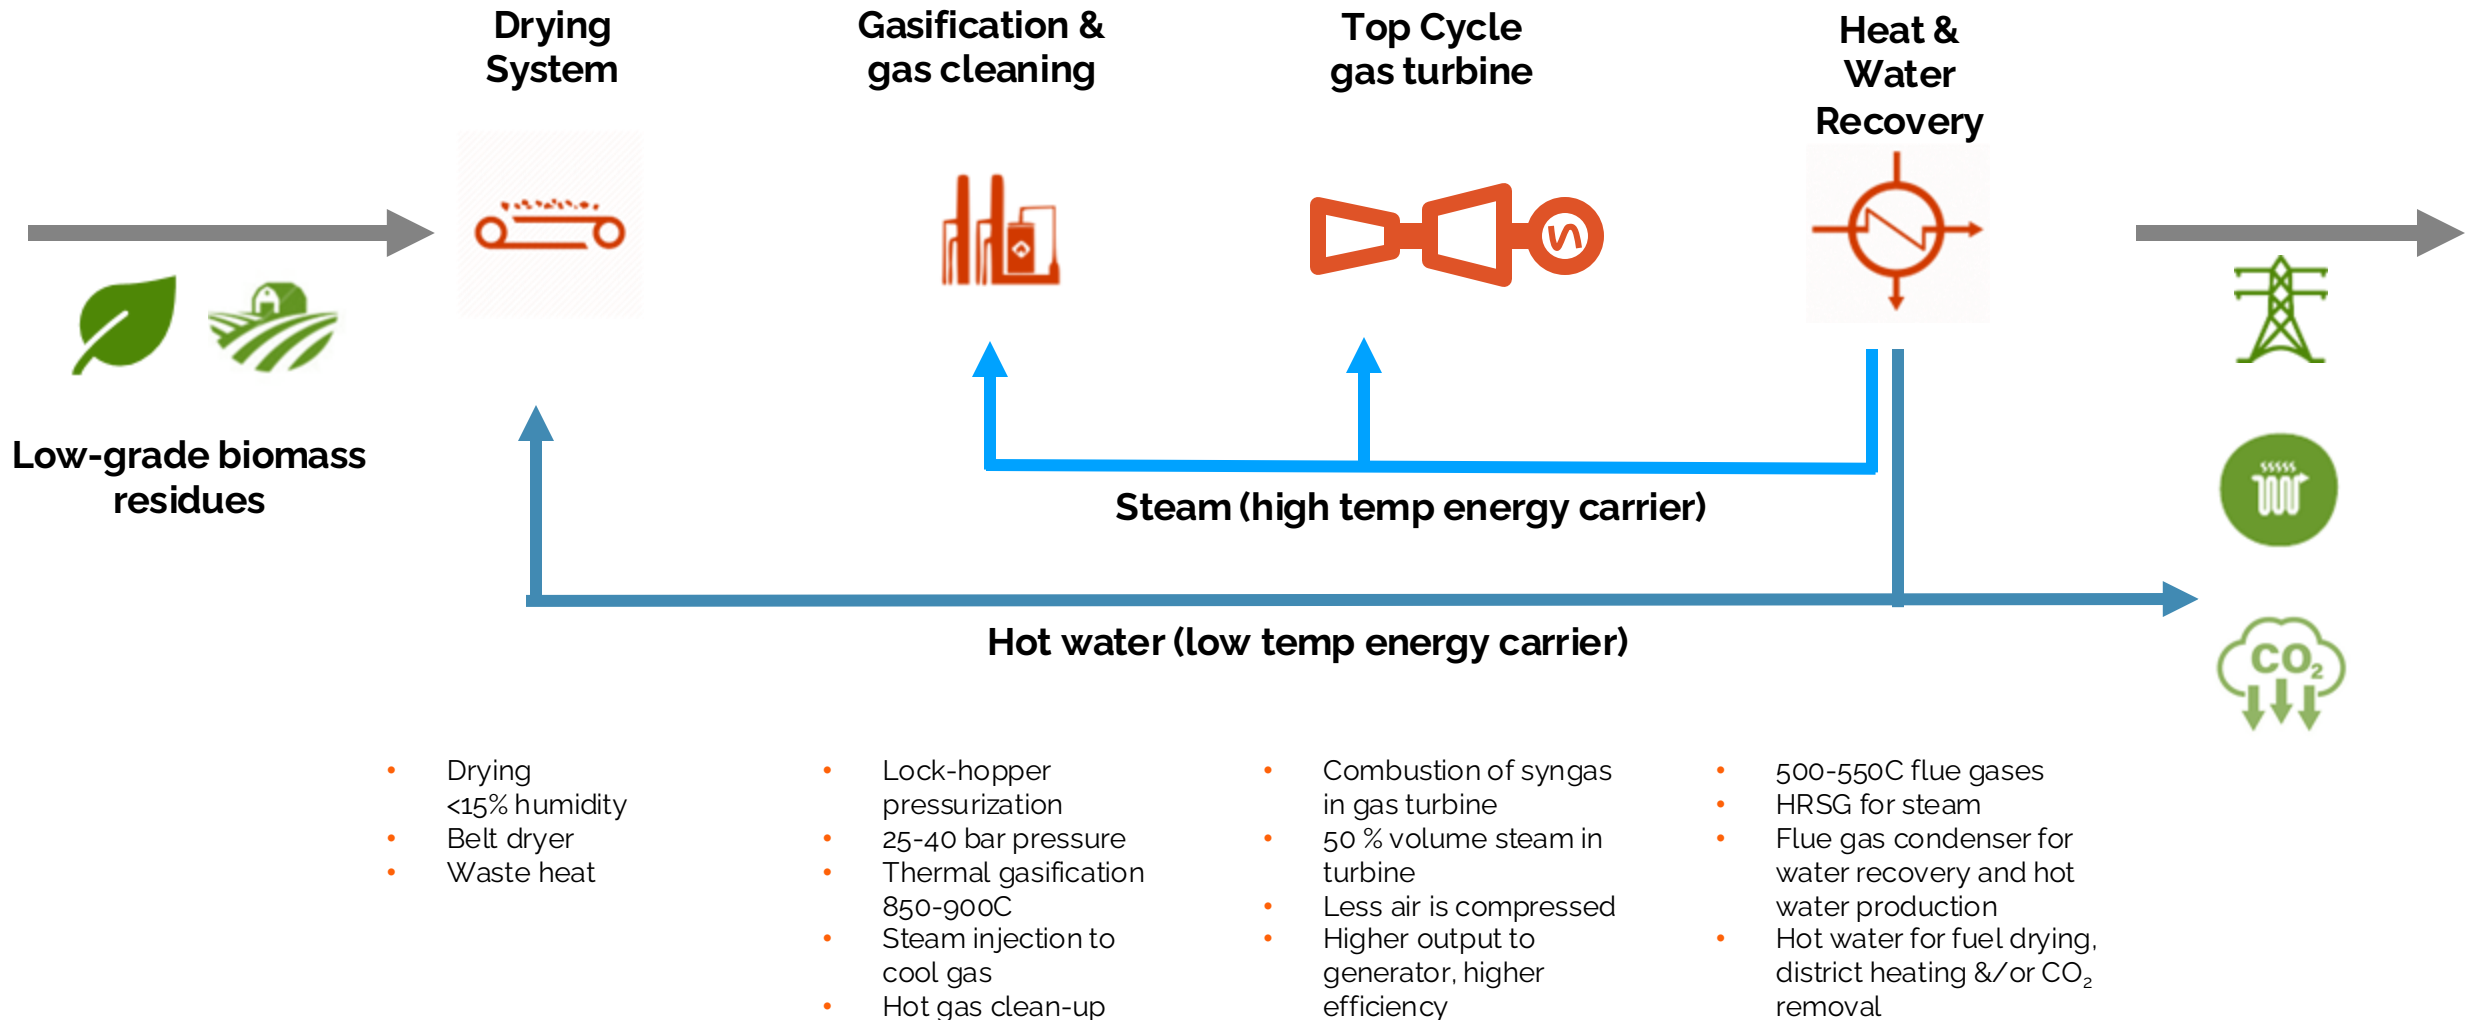 Drying
System
Gasification &
gas cleaning
Top Cycle
gas turbine
Heat &
Water
Recovery
Low-grade biomass
residues
Steam (high temp energy carrier)
Hot water (low temp energy carrier)
CO₂
• Drying
<15% humidity
• Belt dryer
• Waste heat
• Lock-hopper
pressurization
• 25-40 bar pressure
• Thermal gasification
850-900C
• Steam injection to
cool gas
• Hot gas clean-up
• Combustion of syngas
in gas turbine
• 50 % volume steam in
turbine
• Less air is compressed
• Higher output to
generator, higher
efficiency
• 500-550C flue gases
• HRSG for steam
• Flue gas condenser for
water recovery and hot
water production
• Hot water for fuel drying,
district heating &/or CO₂
removal